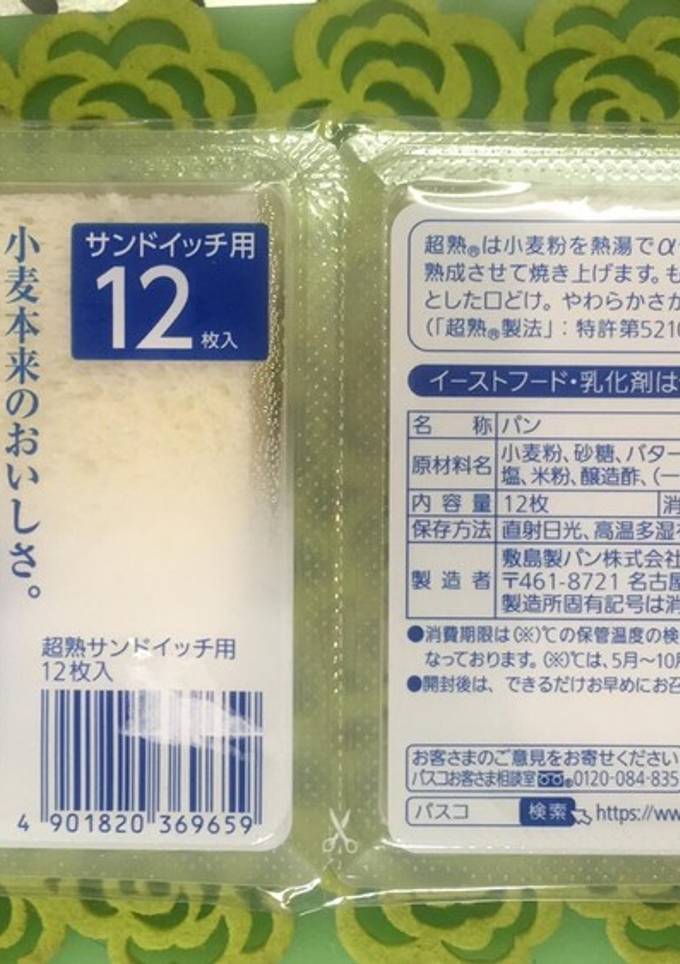 小麦本来のおいしさ。
サンドイッチ用
12枚入
超熟サンドイッチ用
12枚入
4 901820 369659
超熟®は小麦粉を熱湯でα
熟成させて焼き上げます。も
とした口どけ。やわらかさか
(「超熟®製法」:特許第5210
イーストフード・乳化剤は
名称 パン
原材料名 小麦粉、砂糖、バター
塩、米粉、醸造酢、(一
内容量 12枚 消
保存方法 直射日光、高温多湿
製造者 敷島製パン株式会社
〒461-8721 名古屋
製造所固有記号は消
●消費期限は(※)℃の保管温度の検
なっております。(※)℃は、5月〜10月
●開封後は、できるだけお早めにお召
お客さまのご意見をお寄せください
パスコお客さま相談室 0120-084-835
パスコ 検索 https://ww